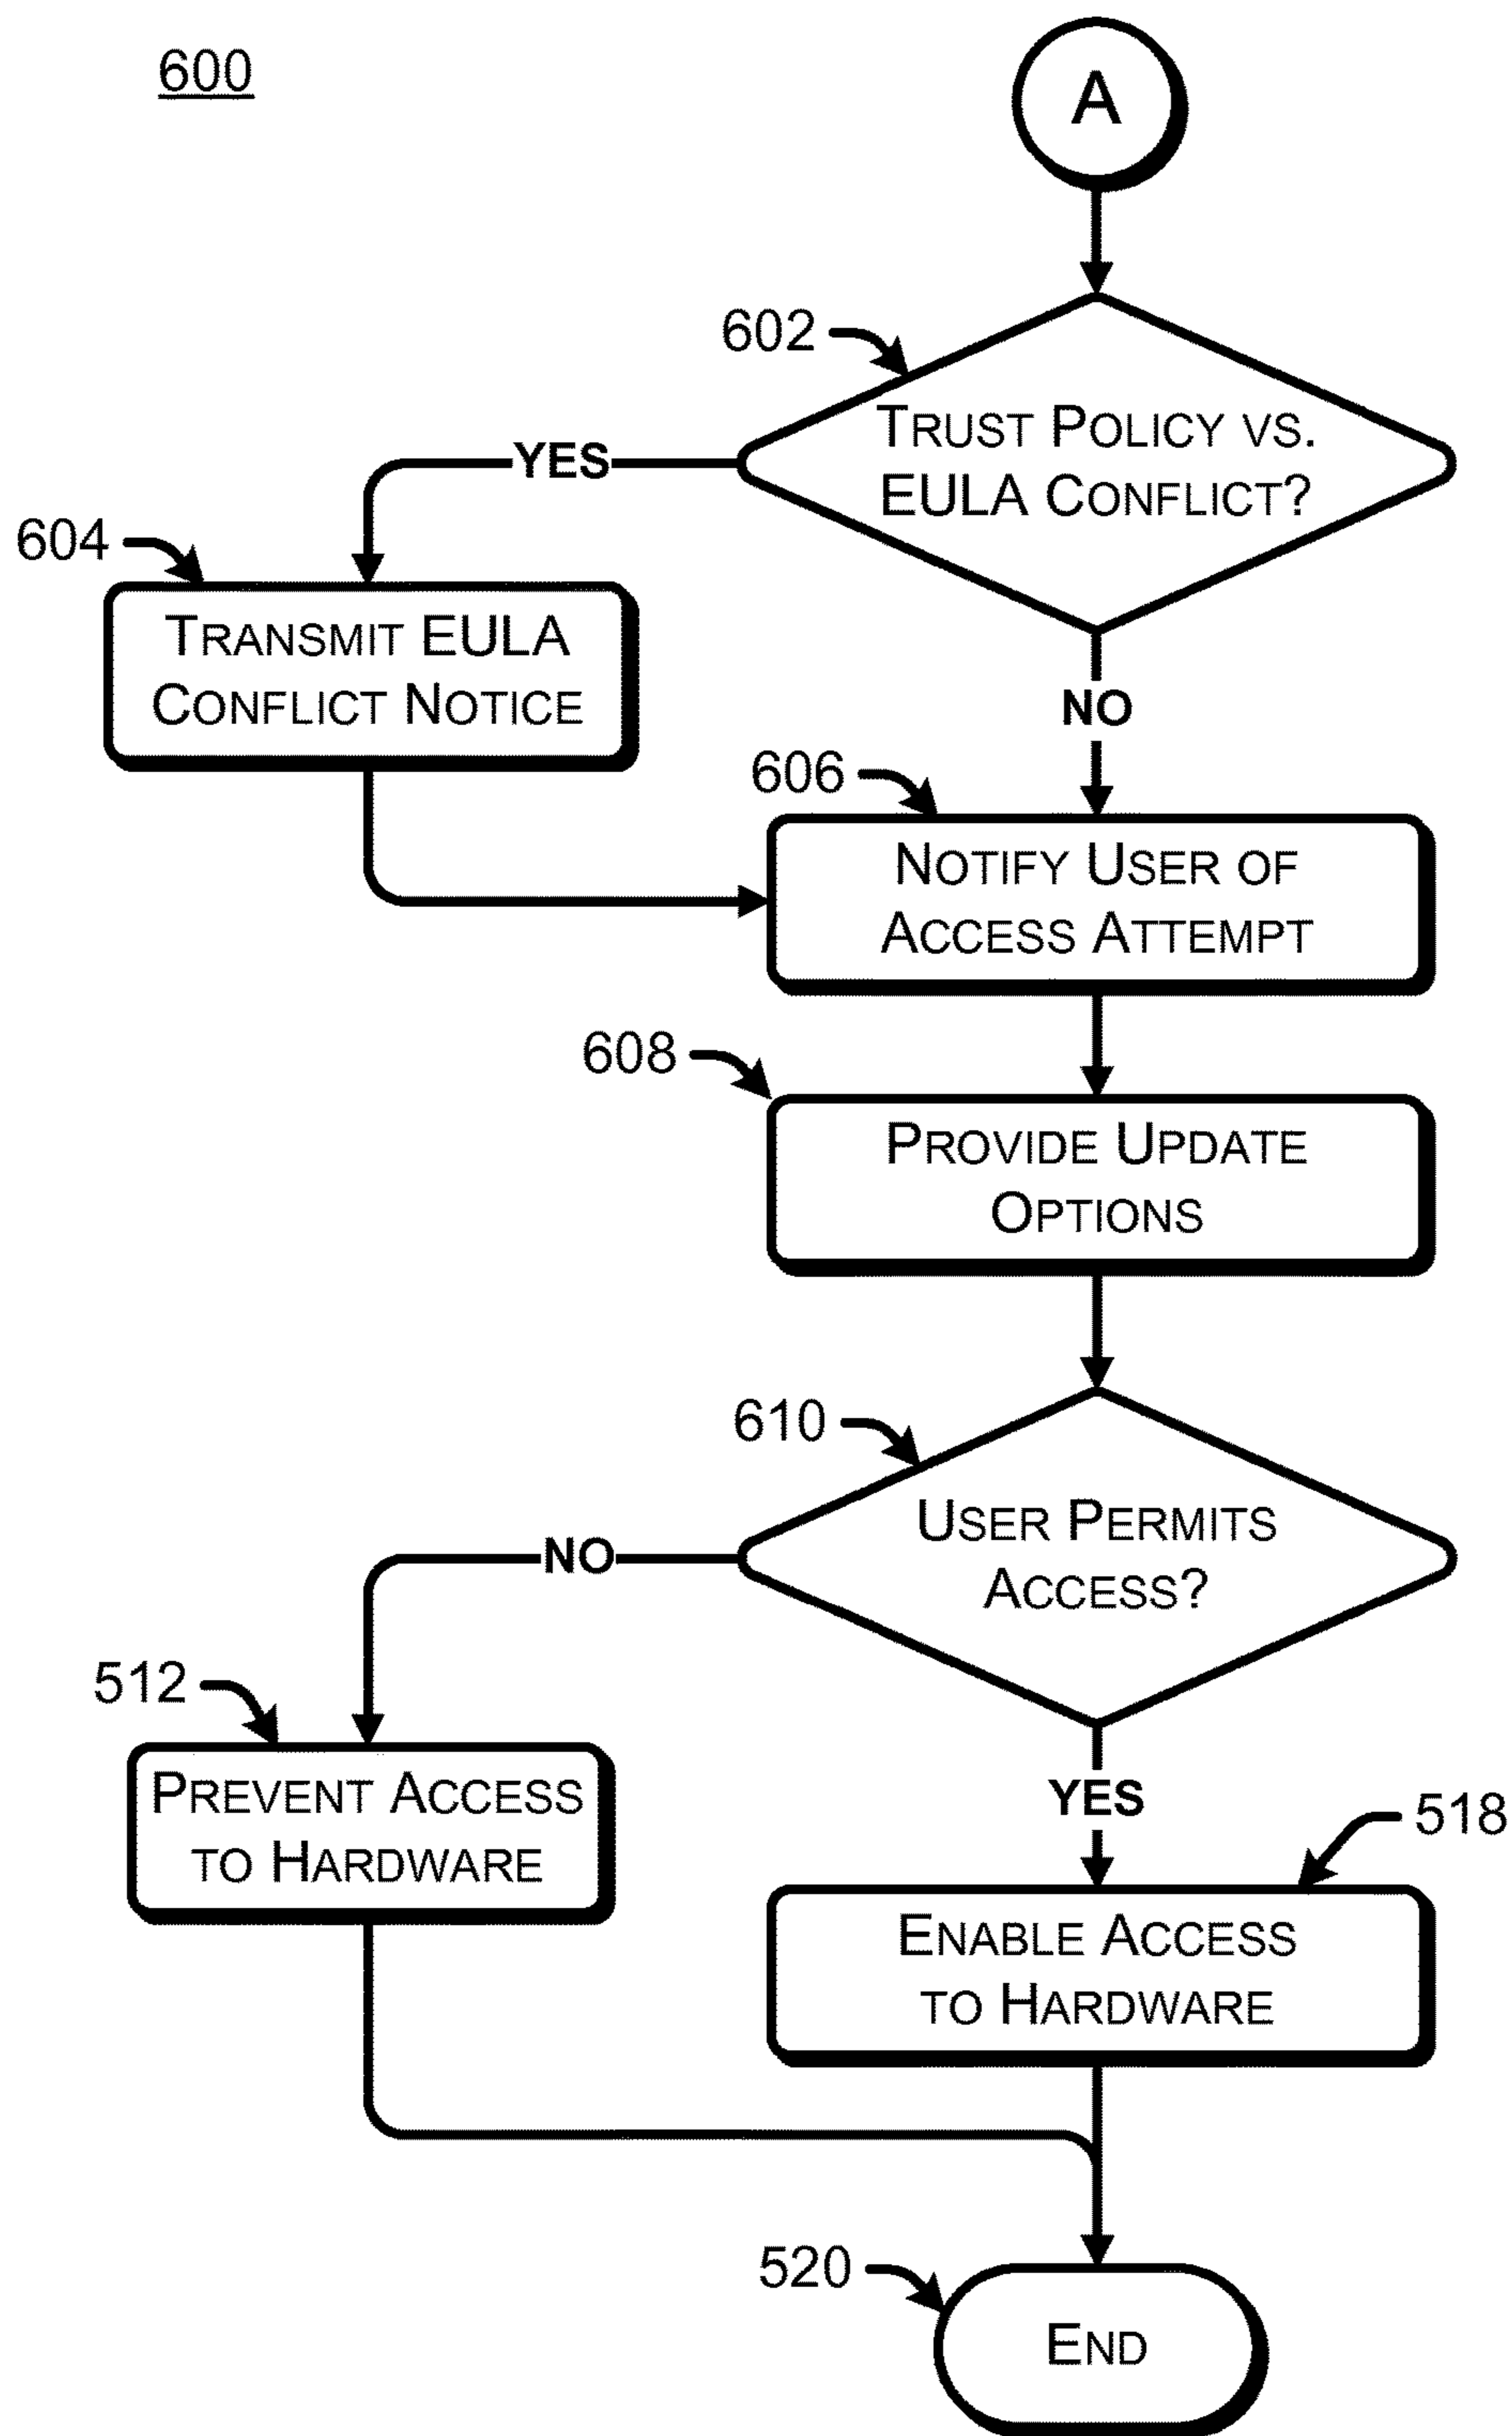 600
A
602
TRUST POLICY VS.
EULA CONFLICT?
YES
604
TRANSMIT EULA
CONFLICT NOTICE
NO
606
NOTIFY USER OF
ACCESS ATTEMPT
608
PROVIDE UPDATE
OPTIONS
610
USER PERMITS
ACCESS?
NO
512
PREVENT ACCESS
TO HARDWARE
YES
518
ENABLE ACCESS
TO HARDWARE
520
END